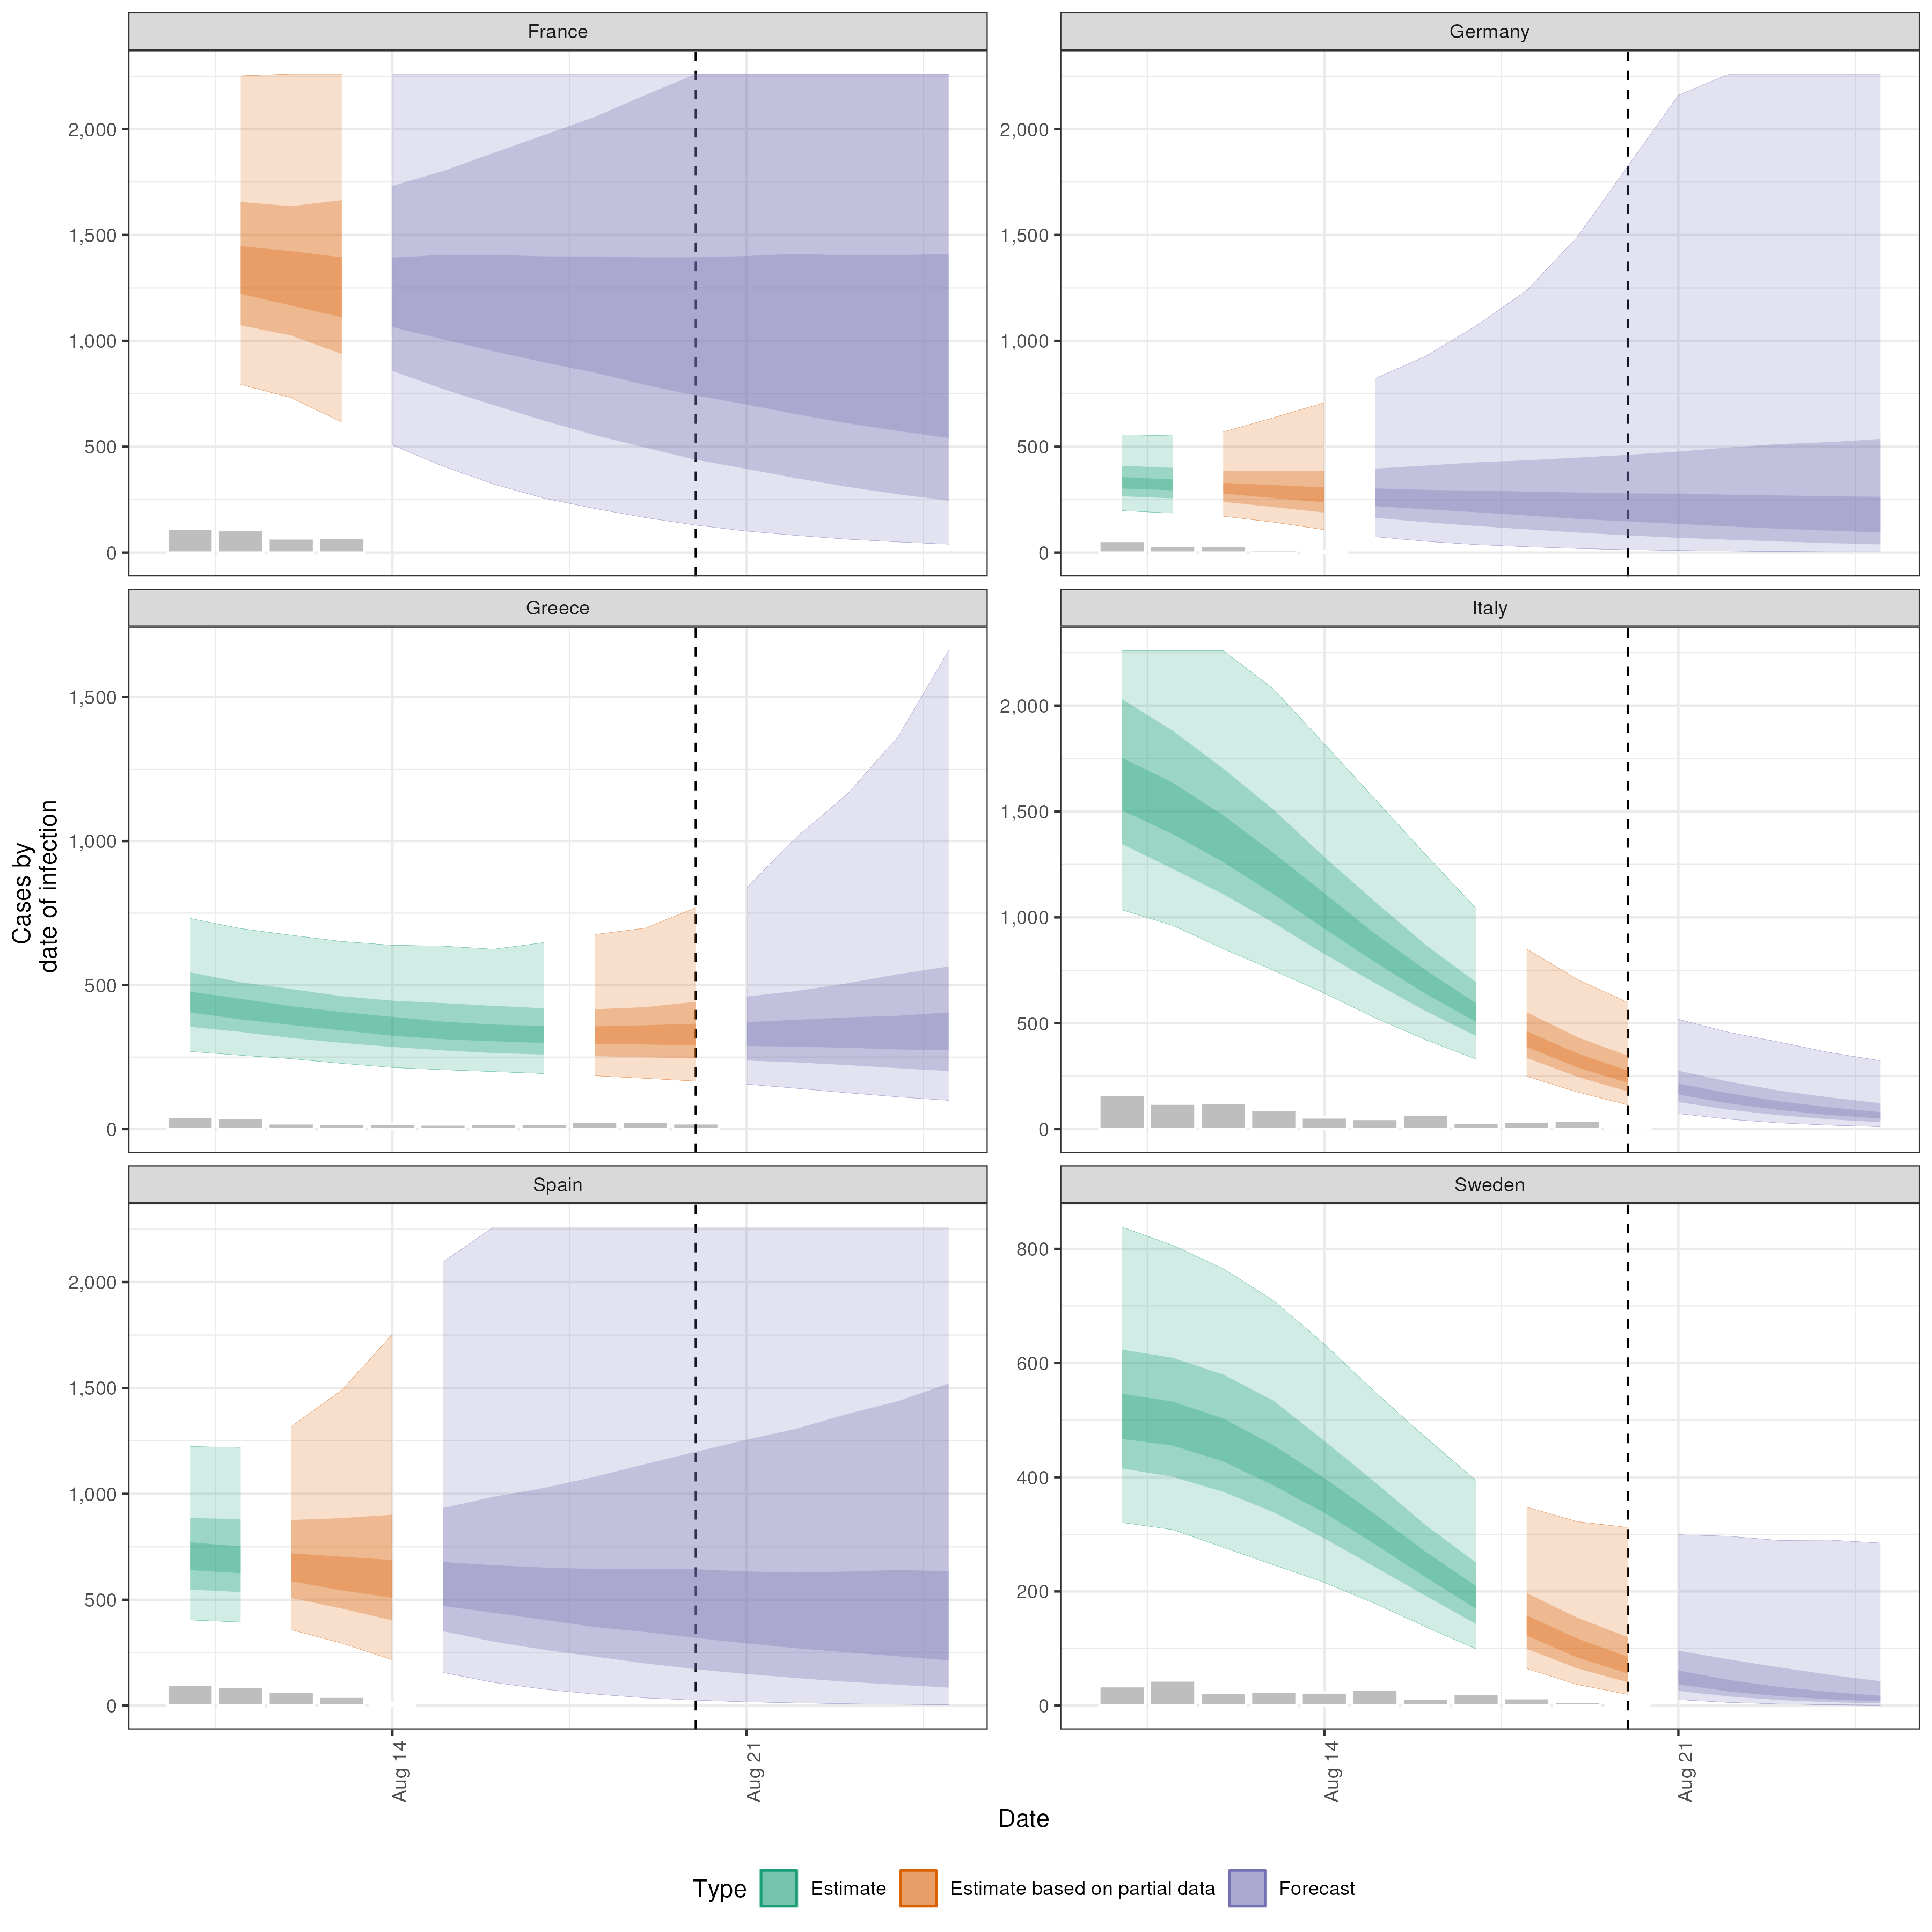 France
Germany
2,000
1,500
1,000
500
0
2,000
1,500
1,000
500
0
Greece
Italy
Cases by
date of infection
1,500
1,000
500
0
2,000
1,500
1,000
500
0
Spain
Sweden
2,000
1,500
1,000
500
0
800
600
400
200
0
Aug 14
Aug 21
Aug 14
Aug 21
Date
Type Estimate Estimate based on partial data Forecast